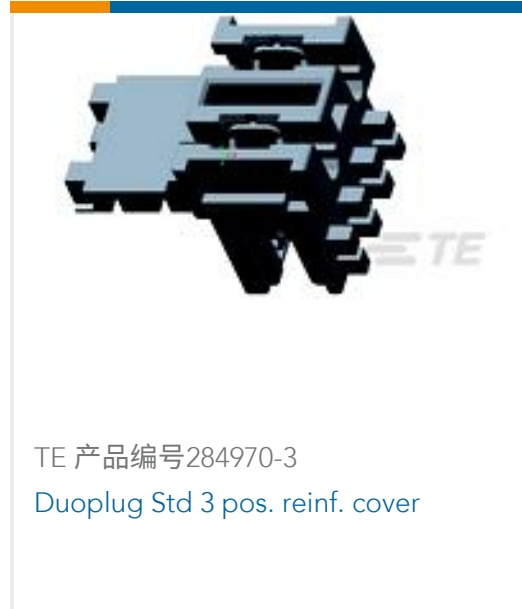 TE
TE 产品编号284970-3
Duoplug Std 3 pos. reinf. cover